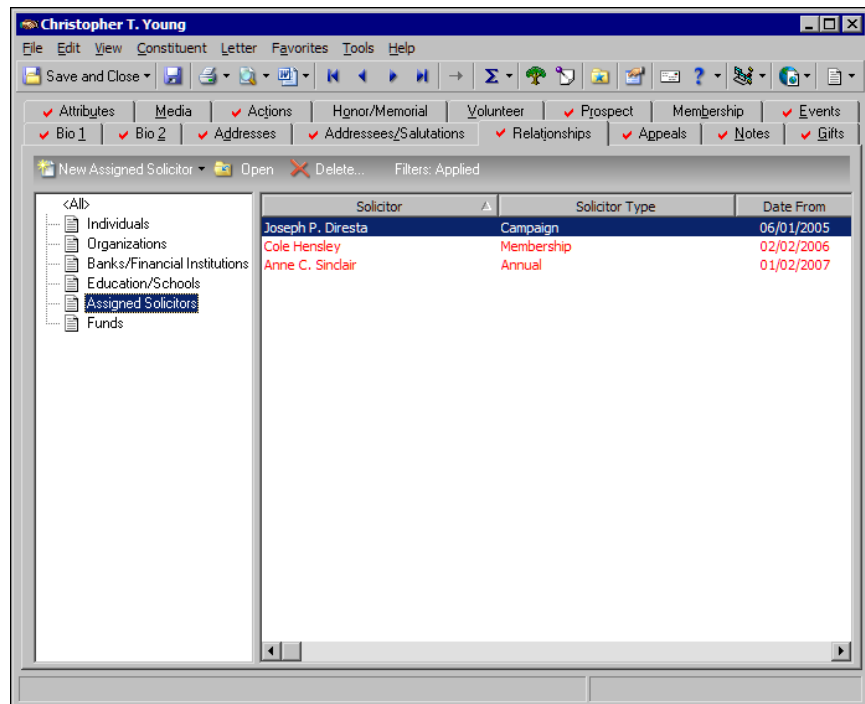 Christopher T. Young
File Edit View Constituent Letter Favorites Tools Help
Save and Close
Attributes Media Actions Honor/Memorial Volunteer Prospect Membership Events
Bio 1 Bio 2 Addresses Addressees/Salutations Relationships Appeals Notes Gifts
New Assigned Solicitor Open Delete... Filters: Applied
<All>
Individuals
Organizations
Banks/Financial Institutions
Education/Schools
Assigned Solicitors
Funds
Solicitor Solicitor Type Date From
Joseph P. Diresta Campaign 06/01/2005
Cole Hensley Membership 02/02/2006
Anne C. Sinclair Annual 01/02/2007